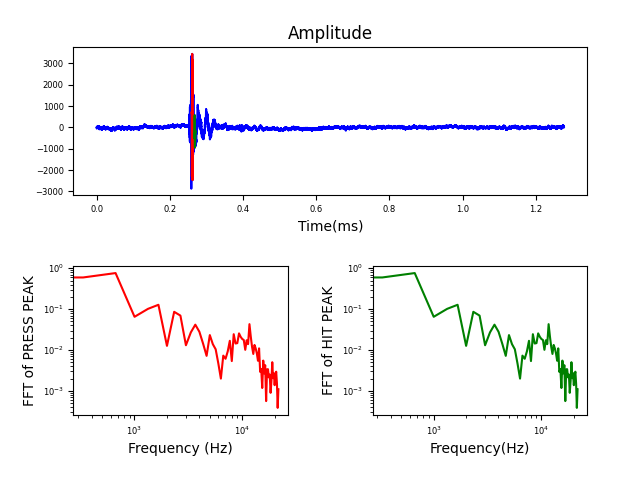 Amplitude
3000
2000
1000
0
−1000
−2000
−3000
0.0 0.2 0.4 0.6 0.8 1.0 1.2
Time(ms)
FFT of PRESS PEAK
10⁰
10⁻¹
10⁻²
10⁻³
10³ 10⁴
Frequency (Hz)
FFT of HIT PEAK
10⁰
10⁻¹
10⁻²
10⁻³
10³ 10⁴
Frequency(Hz)